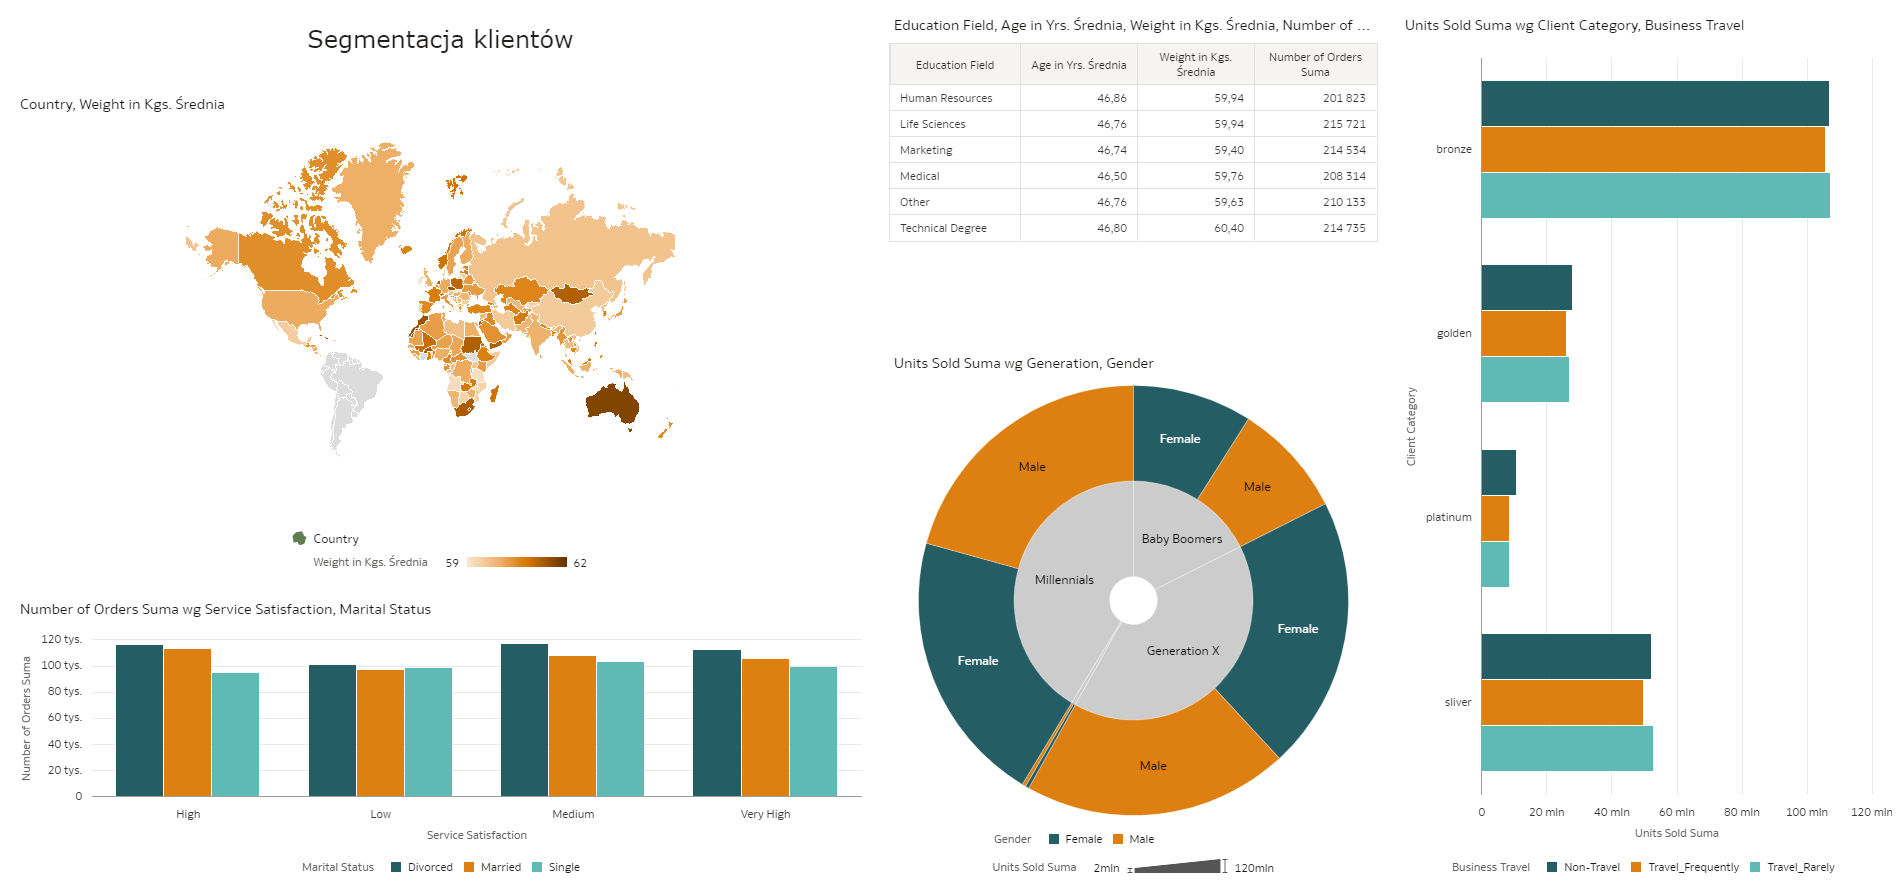 Segmentacja klientów
Country, Weight in Kgs. Średnia
Country
Weight in Kgs. Średnia
59
62
Number of Orders Suma wg Service Satisfaction, Marital Status
Number of Orders Suma
120 tys.
100 tys.
80 tys.
60 tys.
40 tys.
20 tys.
0
High Low Medium Very High
Service Satisfaction
Marital Status Divorced Married Single
Education Field, Age in Yrs. Średnia, Weight in Kgs. Średnia, Number of ...
Education Field Age in Yrs. Średnia Weight in Kgs. Średnia Number of Orders Suma
Human Resources 46,86 59,94 201 823
Life Sciences 46,76 59,94 215 721
Marketing 46,74 59,40 214 534
Medical 46,50 59,76 208 314
Other 46,76 59,63 210 133
Technical Degree 46,80 60,40 214 735
Units Sold Suma wg Generation, Gender
Female
Male
Male
Baby Boomers
Millennials
Female
Generation X
Female
Male
Gender Female Male
Units Sold Suma 2mln 120mln
Units Sold Suma wg Client Category, Business Travel
Client Category
bronze
golden
platinum
sliver
0 20 mln 40 mln 60 mln 80 mln 100 mln 120 mln
Units Sold Suma
Business Travel Non-Travel Travel_Frequently Travel_Rarely